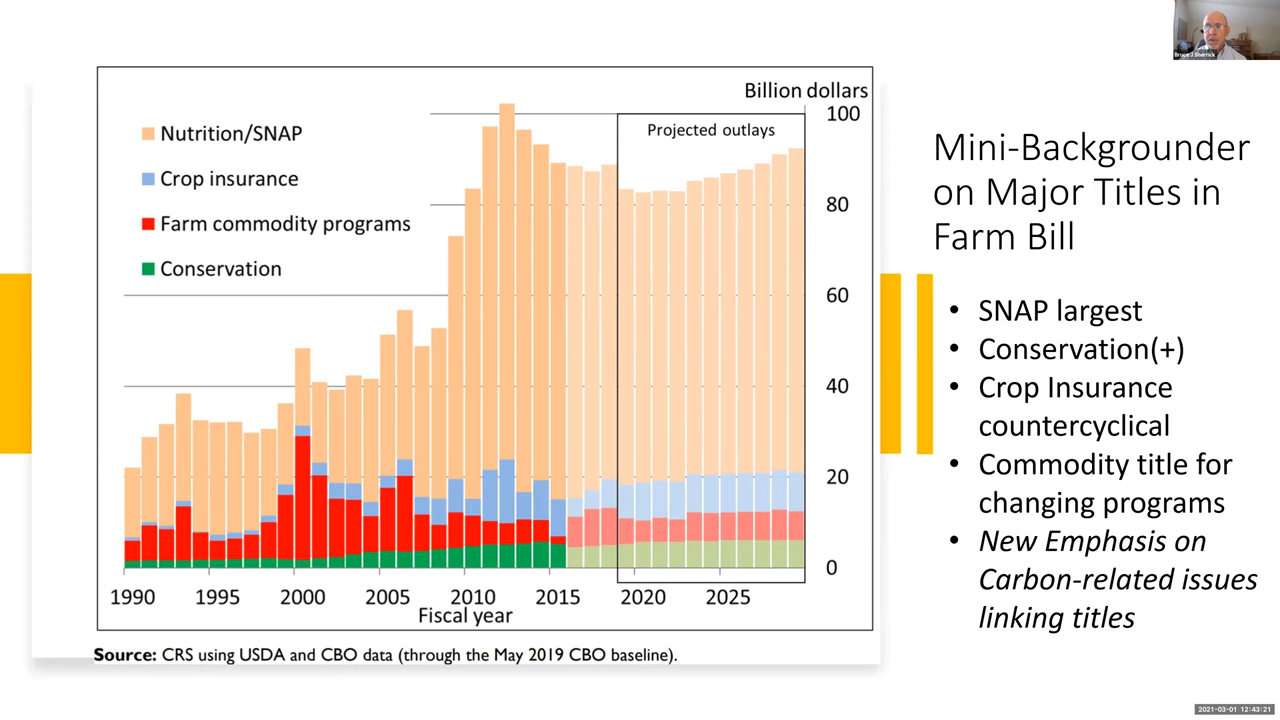 Bruce J Sherrick
Billion dollars
100
80
60
40
20
0
Projected outlays
Nutrition/SNAP
Crop insurance
Farm commodity programs
Conservation
1990 1995 2000 2005 2010 2015 2020 2025
Fiscal year
Source: CRS using USDA and CBO data (through the May 2019 CBO baseline).
Mini-Backgrounder
on Major Titles in
Farm Bill
• SNAP largest
• Conservation(+)
• Crop Insurance
countercyclical
• Commodity title for
changing programs
• New Emphasis on
Carbon-related issues
linking titles
2021-03-01 12:43:21